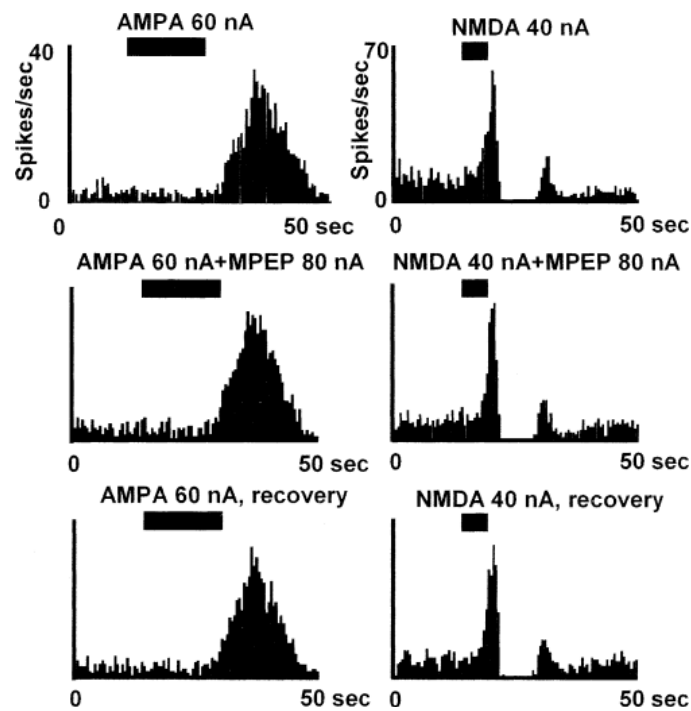 AMPA 60 nA
40
Spikes/sec
0
0
50 sec
NMDA 40 nA
70
Spikes/sec
0
0
50 sec
AMPA 60 nA+MPEP 80 nA
0
50 sec
NMDA 40 nA+MPEP 80 nA
0
50 sec
AMPA 60 nA, recovery
0
50 sec
NMDA 40 nA, recovery
0
50 sec